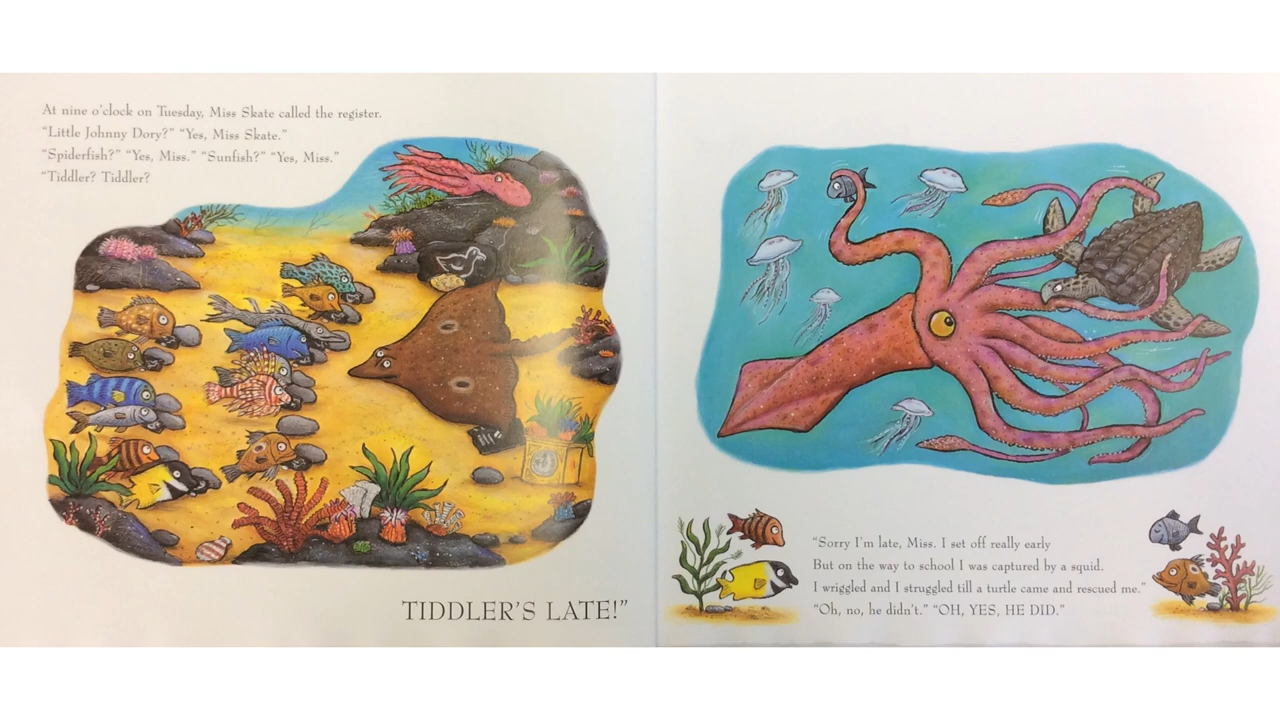 At nine o'clock on Tuesday, Miss Skate called the register.
"Little Johnny Dory?" "Yes, Miss Skate."
"Spiderfish?" "Yes, Miss." "Sunfish?" "Yes, Miss."
"Tiddler? Tiddler?
TIDDLER'S LATE!"
"Sorry I'm late, Miss. I set off really early
But on the way to school I was captured by a squid.
I wriggled and I struggled till a turtle came and rescued me."
"Oh, no, he didn't." "OH, YES, HE DID."